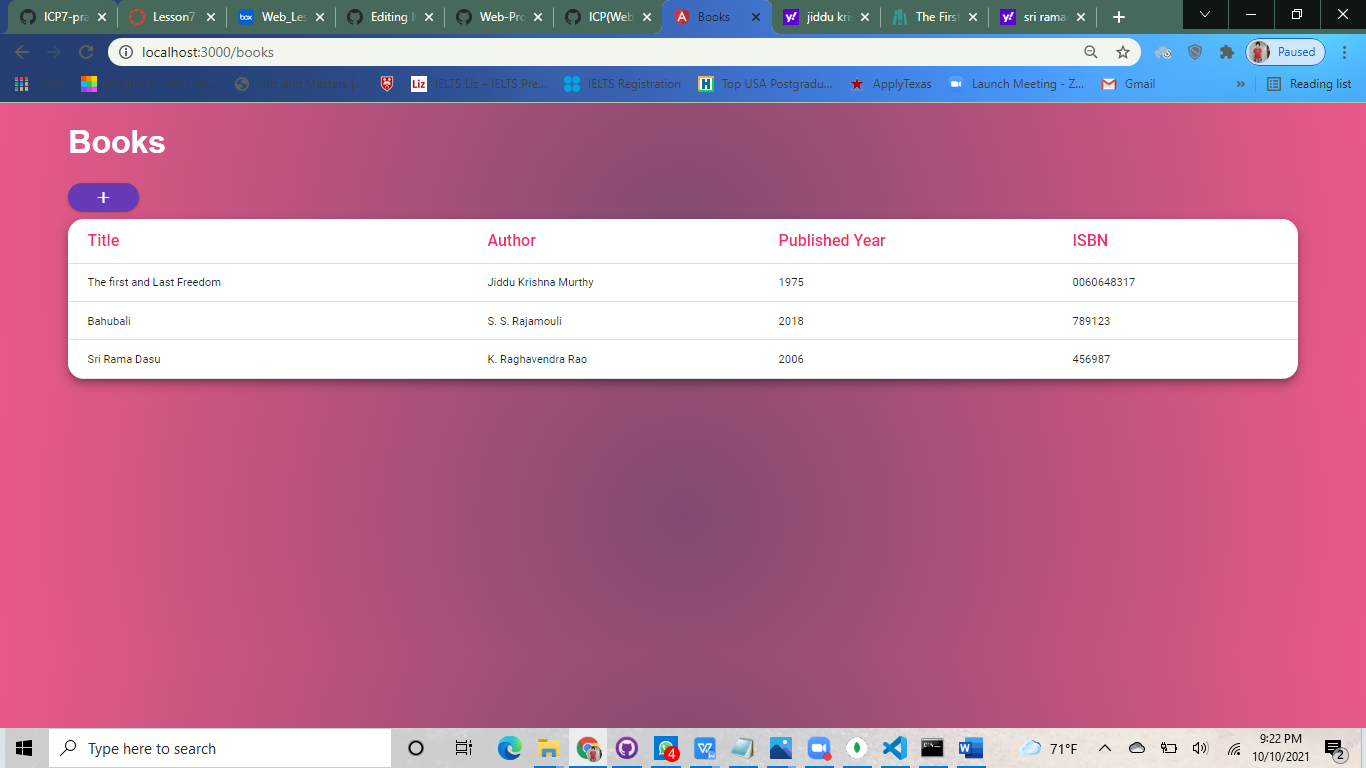 ICP7-pra
Lesson7
Web_Les
Editing I
Web-Pro
ICP(Web
Books
jiddu kri
The First
sri rama
localhost:3000/books
Paused
Liz IELTS Liz – IELTS Pre...
IELTS Registration
Top USA Postgradu...
ApplyTexas
Launch Meeting - Z...
Gmail
»
Reading list
Books
+
Title Author Published Year ISBN
The first and Last Freedom Jiddu Krishna Murthy 1975 0060648317
Bahubali S. S. Rajamouli 2018 789123
Sri Rama Dasu K. Raghavendra Rao 2006 456987
Type here to search
4
71°F
9:22 PM
10/10/2021
2